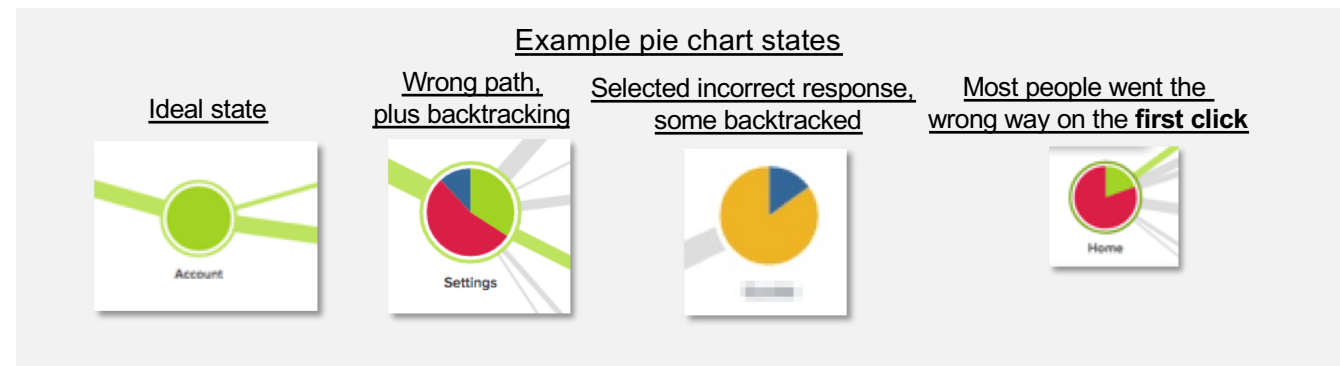 Example pie chart states
Ideal state
Wrong path,
plus backtracking
Selected incorrect response,
some backtracked
Most people went the
wrong way on the first click
Account
Settings
Home